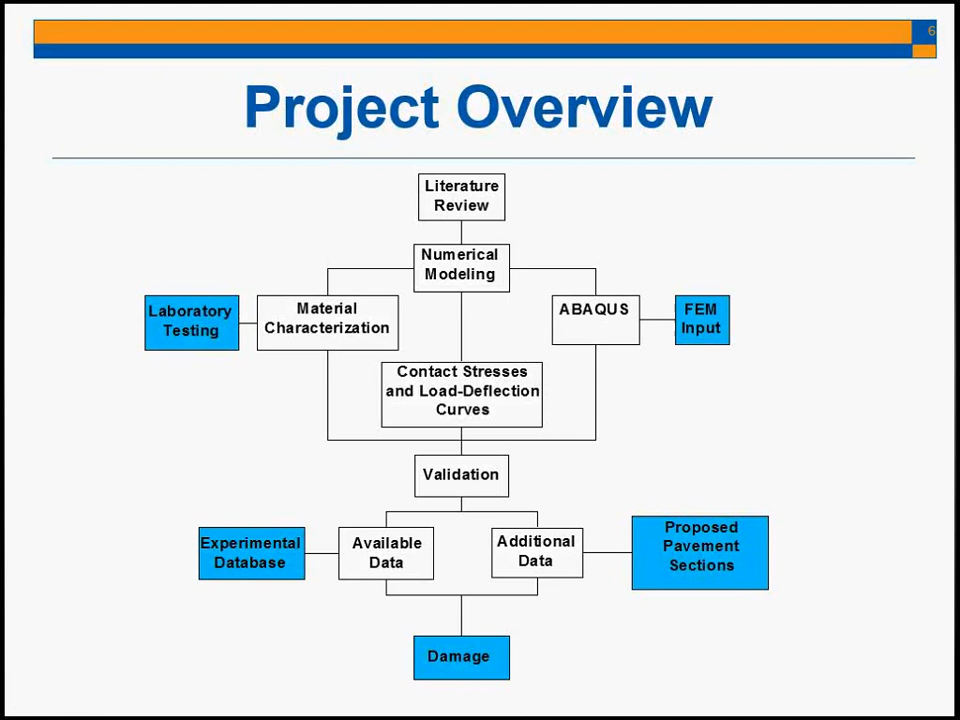 6
Project Overview
Literature
Review
Numerical
Modeling
Laboratory
Testing
Material
Characterization
ABAQUS
FEM
Input
Contact Stresses
and Load-Deflection
Curves
Validation
Experimental
Database
Available
Data
Additional
Data
Proposed
Pavement
Sections
Damage